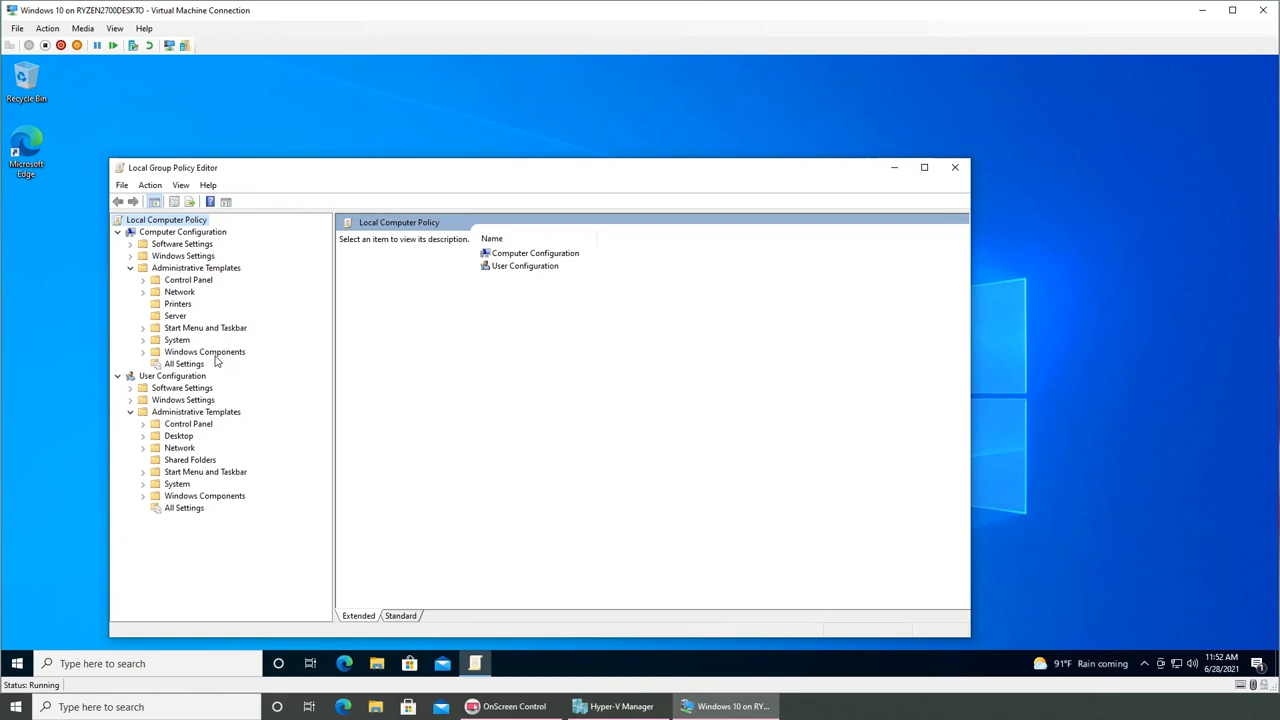 Windows 10 on RYZEN2700DESKTO - Virtual Machine Connection
File Action Media View Help
Recycle Bin
Microsoft
Edge
Local Group Policy Editor
File Action View Help
Local Computer Policy
Computer Configuration
Software Settings
Windows Settings
Administrative Templates
Control Panel
Network
Printers
Server
Start Menu and Taskbar
System
Windows Components
All Settings
User Configuration
Software Settings
Windows Settings
Administrative Templates
Control Panel
Desktop
Network
Shared Folders
Start Menu and Taskbar
System
Windows Components
All Settings
Local Computer Policy
Select an item to view its description.
Name
Computer Configuration
User Configuration
Extended Standard
Type here to search
91°F Rain coming
11:52 AM
6/28/2021
1
Status: Running
Type here to search
OnScreen Control
Hyper-V Manager
Windows 10 on RY...